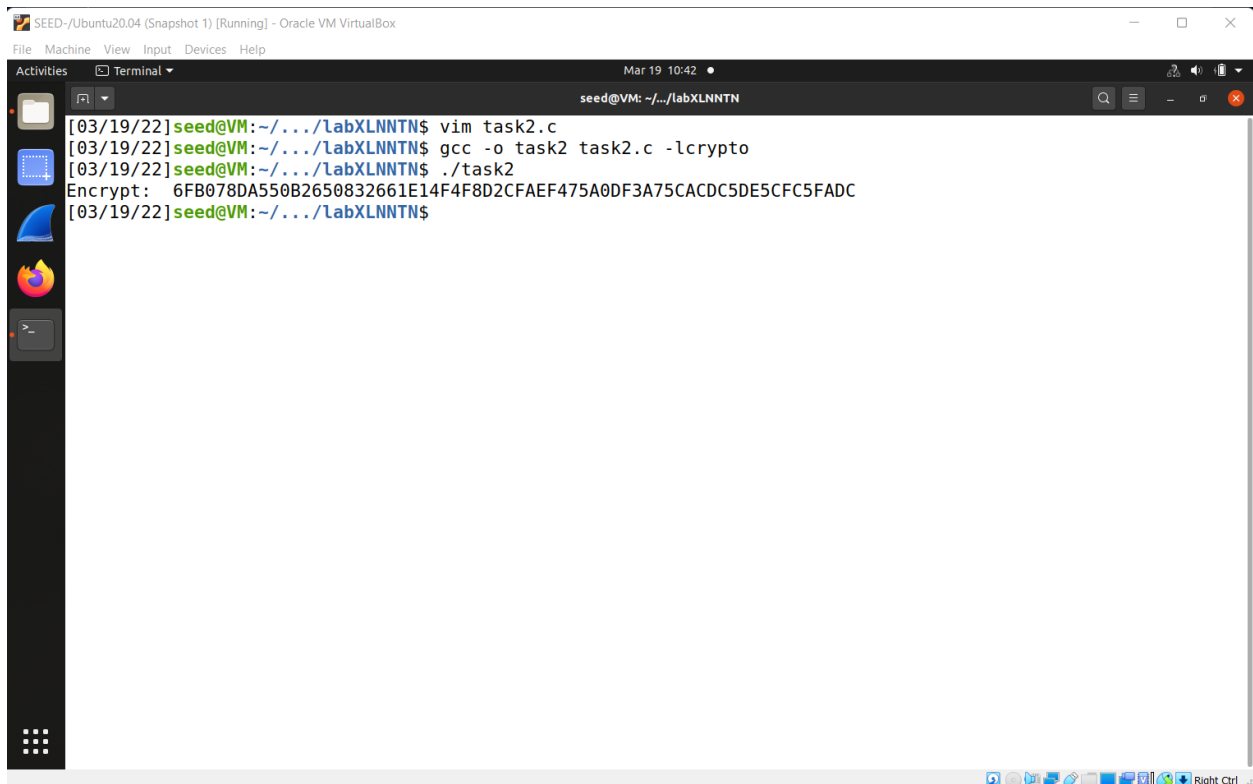 SEED-/Ubuntu20.04 (Snapshot 1) [Running] - Oracle VM VirtualBox
File Machine View Input Devices Help
Activities Terminal Mar 19 10:42
seed@VM: ~/.../labXLNNTN
[03/19/22]seed@VM:~/.../labXLNNTN$ vim task2.c
[03/19/22]seed@VM:~/.../labXLNNTN$ gcc -o task2 task2.c -lcrypto
[03/19/22]seed@VM:~/.../labXLNNTN$ ./task2
Encrypt:  6FB078DA550B2650832661E14F4F8D2CFAEF475A0DF3A75CACDC5DE5CFC5FADC
[03/19/22]seed@VM:~/.../labXLNNTN$
Right Ctrl